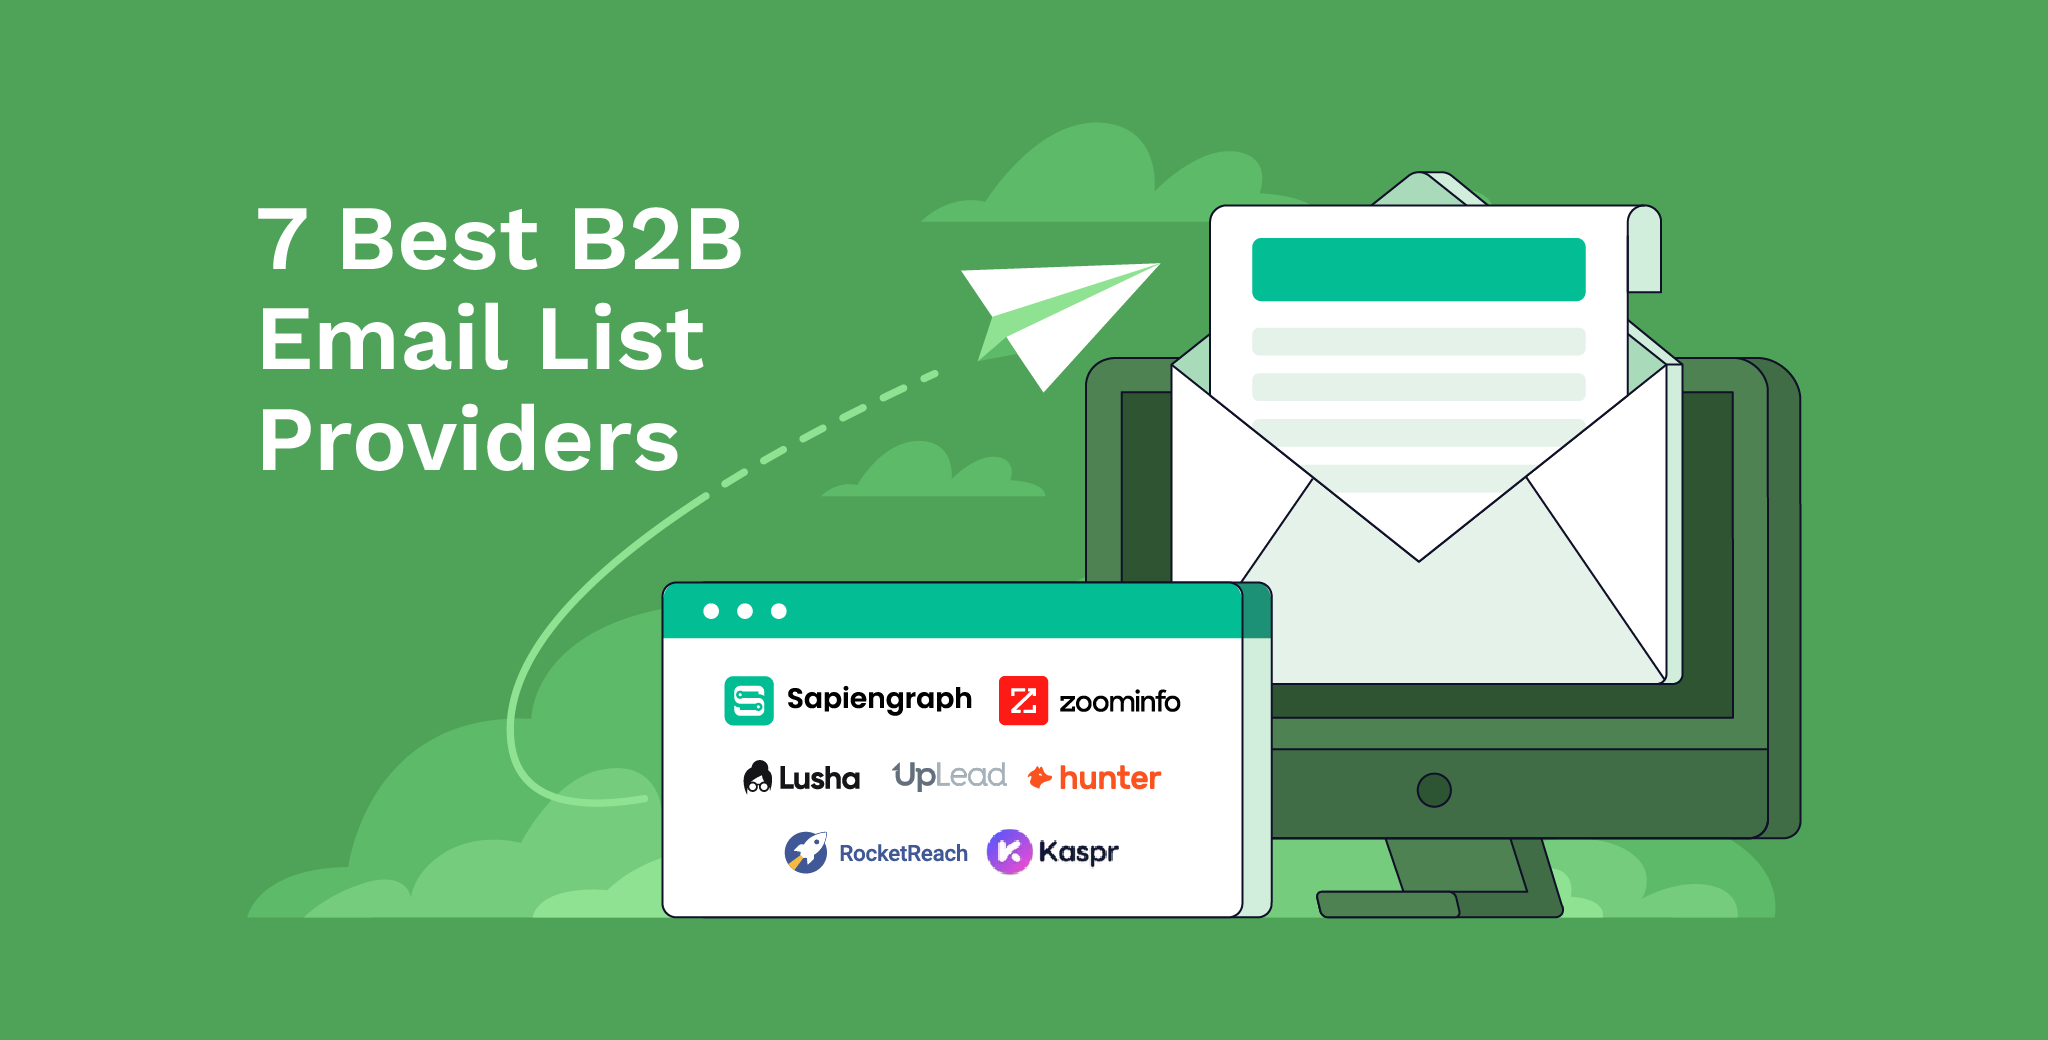 7 Best B2B
Email List
Providers
Sapiengraph zoominfo
Lusha UpLead hunter
RocketReach Kaspr